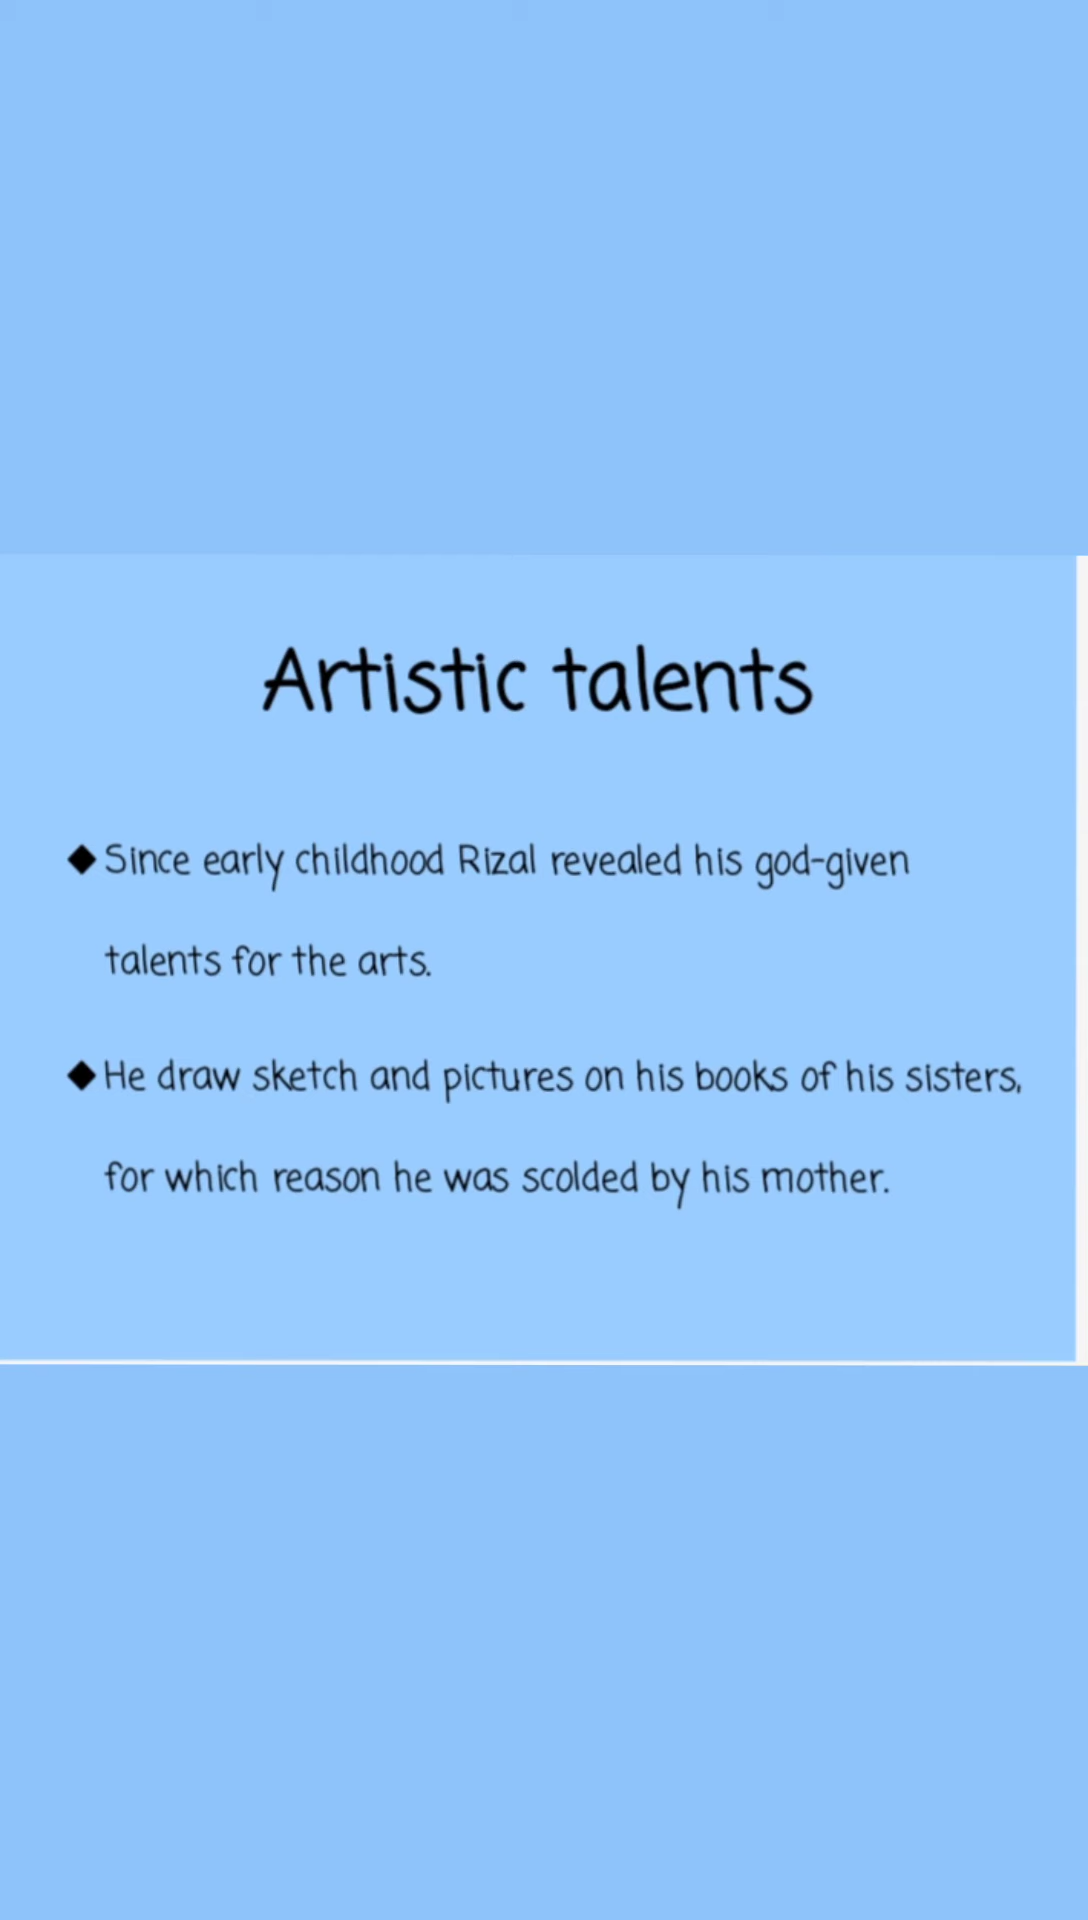 Artistic talents
◆ Since early childhood Rizal revealed his god-given
talents for the arts.
◆ He draw sketch and pictures on his books of his sisters,
for which reason he was scolded by his mother.